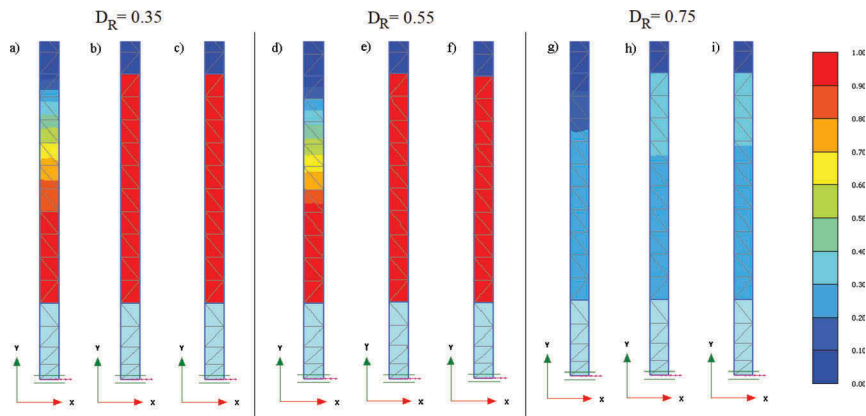 D_R= 0.35
D_R= 0.55
D_R= 0.75
a) b) c) d) e) f) g) h) i)
1.00
0.90
0.80
0.70
0.60
0.50
0.40
0.30
0.20
0.10
0.00
Y Y Y Y Y Y Y Y Y
X X X X X X X X X